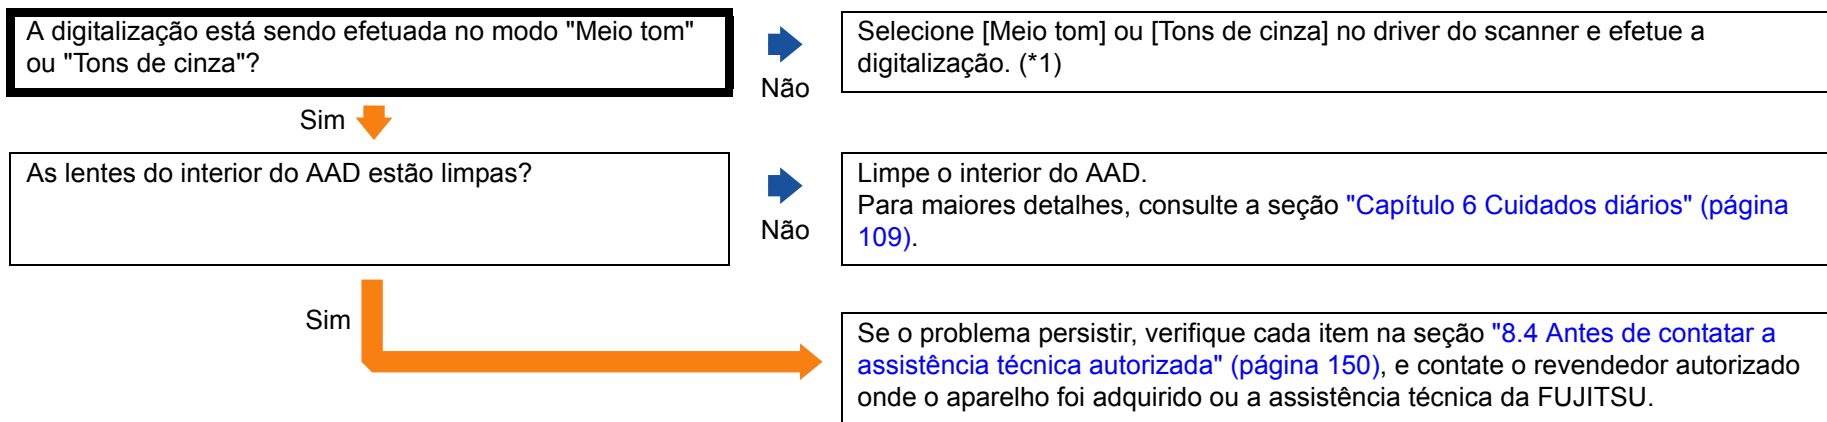 A digitalização está sendo efetuada no modo "Meio tom"
ou "Tons de cinza"?
Não
Selecione [Meio tom] ou [Tons de cinza] no driver do scanner e efetue a
digitalização. (*1)
Sim
As lentes do interior do AAD estão limpas?
Não
Limpe o interior do AAD.
Para maiores detalhes, consulte a seção "Capítulo 6 Cuidados diários" (página
109).
Sim
Se o problema persistir, verifique cada item na seção "8.4 Antes de contatar a
assistência técnica autorizada" (página 150), e contate o revendedor autorizado
onde o aparelho foi adquirido ou a assistência técnica da FUJITSU.